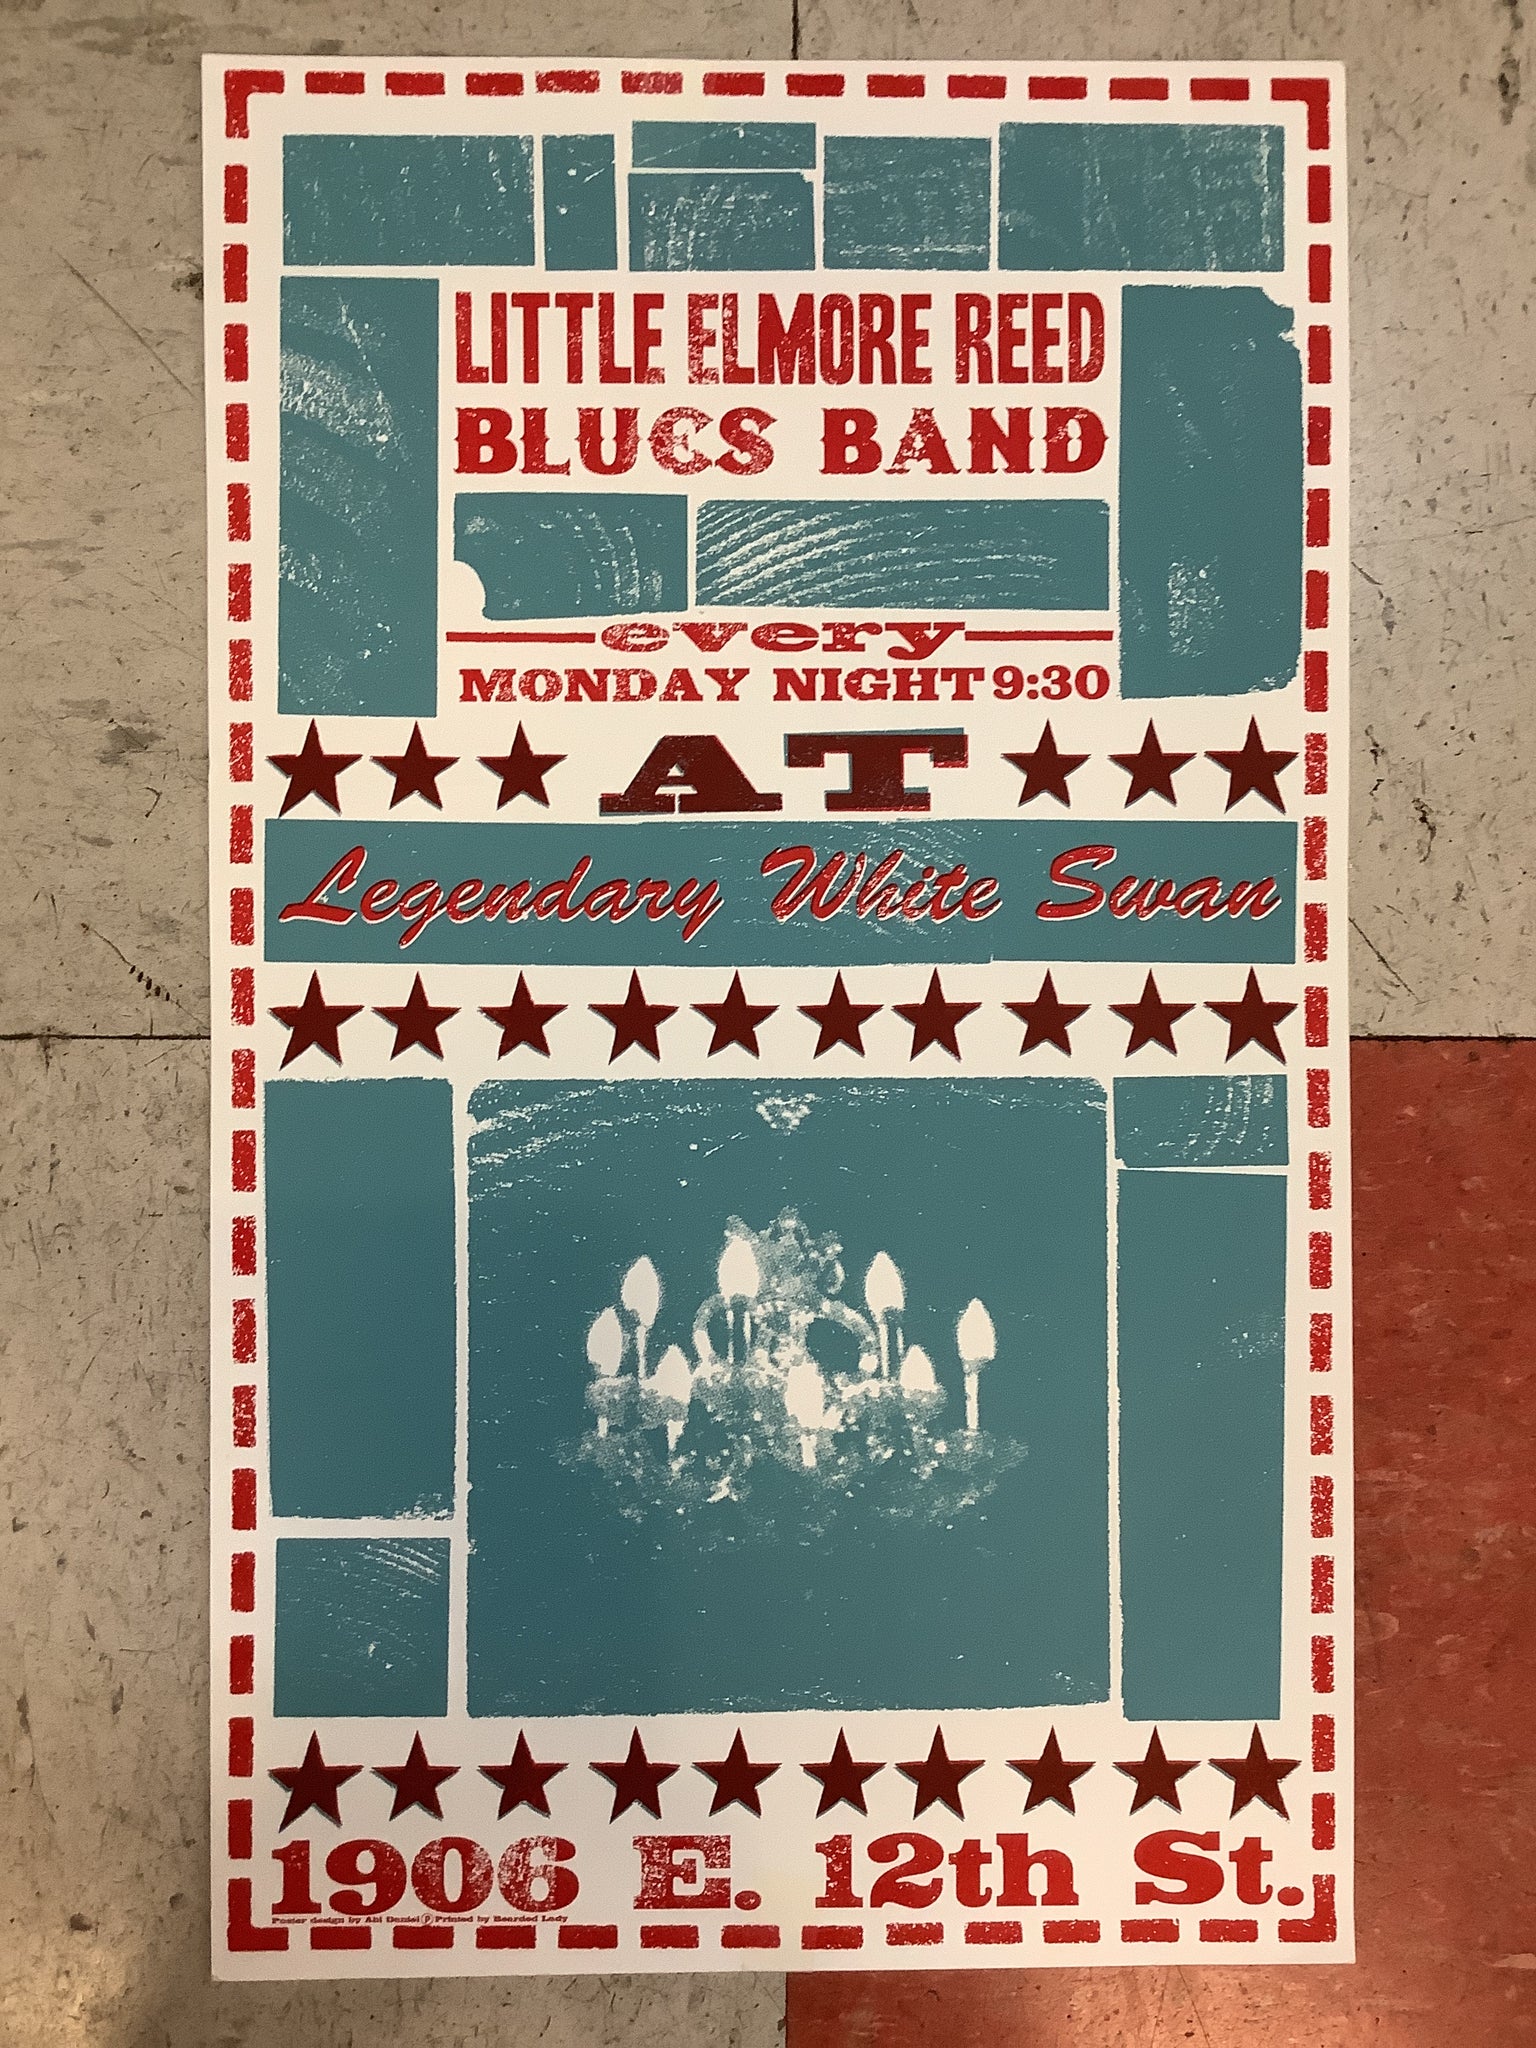 LITTLE ELMORE REED
BLUES BAND
every
MONDAY NIGHT 9:30
AT
Legendary White Swan
1906 E. 12th St.
Poster design by Abi Daniel ⓟ Printed by Bearded Lady